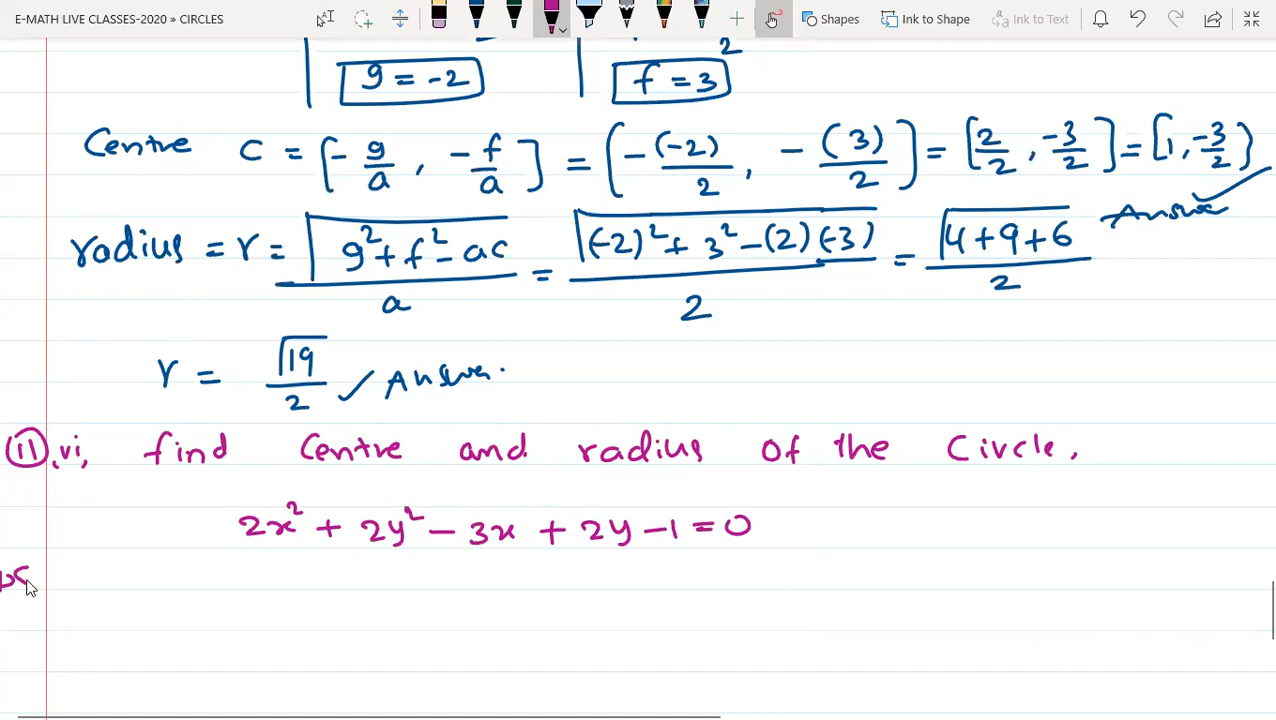 E-MATH LIVE CLASSES-2020 » CIRCLES
Shapes
Ink to Shape
Ink to Text
2
g = -2
f = 3
Centre C = [-g/a, -f/a] = [-(-2)/2, -(3)/2] = [2/2, -3/2] = [1, -3/2)
Answer
radius = r = √g²+f²-ac/a = √(-2)²+3²-(2)(-3)/2 = √4+9+6/2
r = √19/2 ✓ Answer.
(11).vi, find Centre and radius of the Circle.
2x² + 2y² - 3x + 2y - 1 = 0